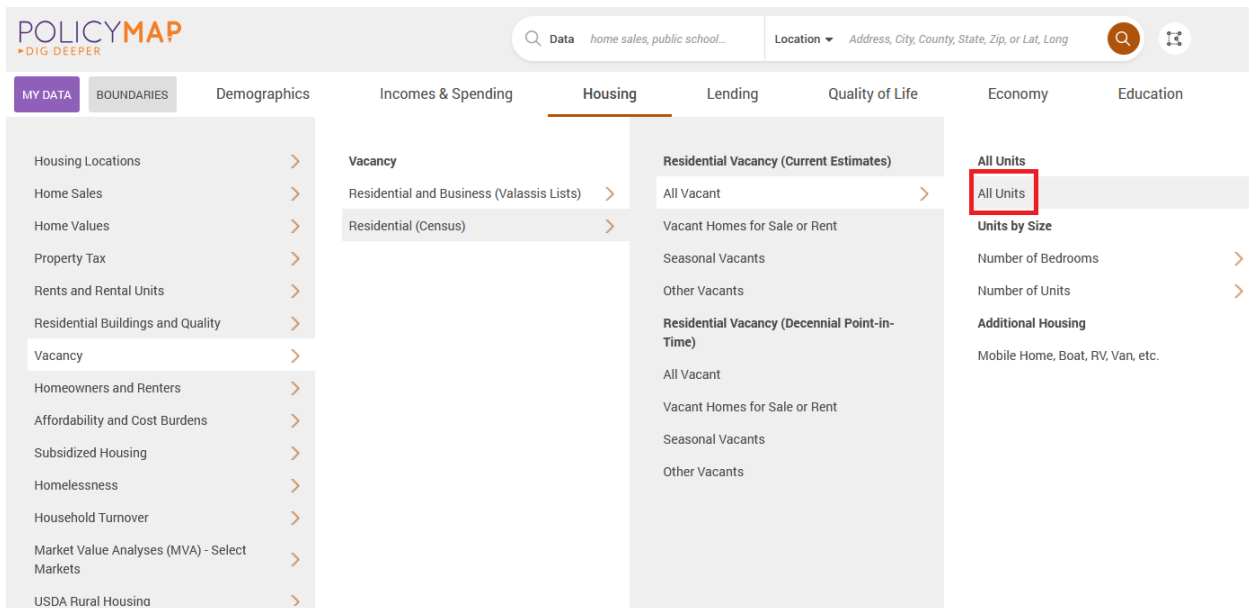 POLICYMAP
▸DIG DEEPER
Data home sales, public school... Location Address, City, County, State, Zip, or Lat, Long
MY DATA BOUNDARIES Demographics Incomes & Spending Housing Lending Quality of Life Economy Education
Housing Locations
Home Sales
Home Values
Property Tax
Rents and Rental Units
Residential Buildings and Quality
Vacancy
Homeowners and Renters
Affordability and Cost Burdens
Subsidized Housing
Homelessness
Household Turnover
Market Value Analyses (MVA) - Select
Markets
USDA Rural Housing
Vacancy
Residential and Business (Valassis Lists)
Residential (Census)
Residential Vacancy (Current Estimates)
All Vacant
Vacant Homes for Sale or Rent
Seasonal Vacants
Other Vacants
Residential Vacancy (Decennial Point-in-
Time)
All Vacant
Vacant Homes for Sale or Rent
Seasonal Vacants
Other Vacants
All Units
All Units
Units by Size
Number of Bedrooms
Number of Units
Additional Housing
Mobile Home, Boat, RV, Van, etc.